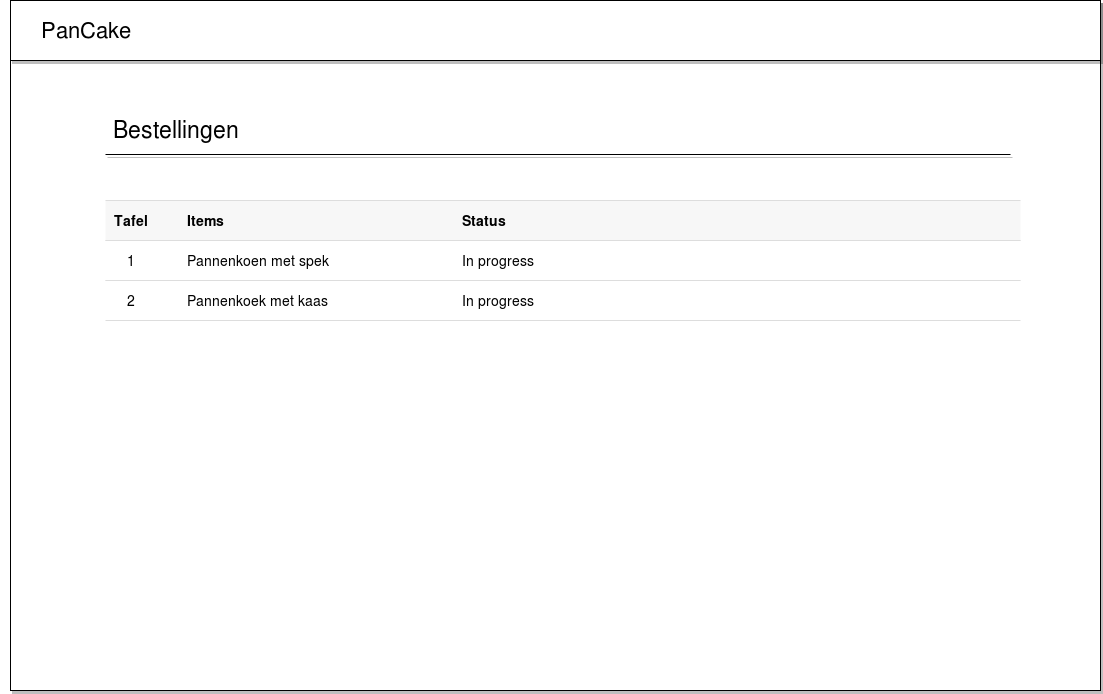 PanCake
Bestellingen
Tafel Items Status
1 Pannenkoen met spek In progress
2 Pannenkoek met kaas In progress